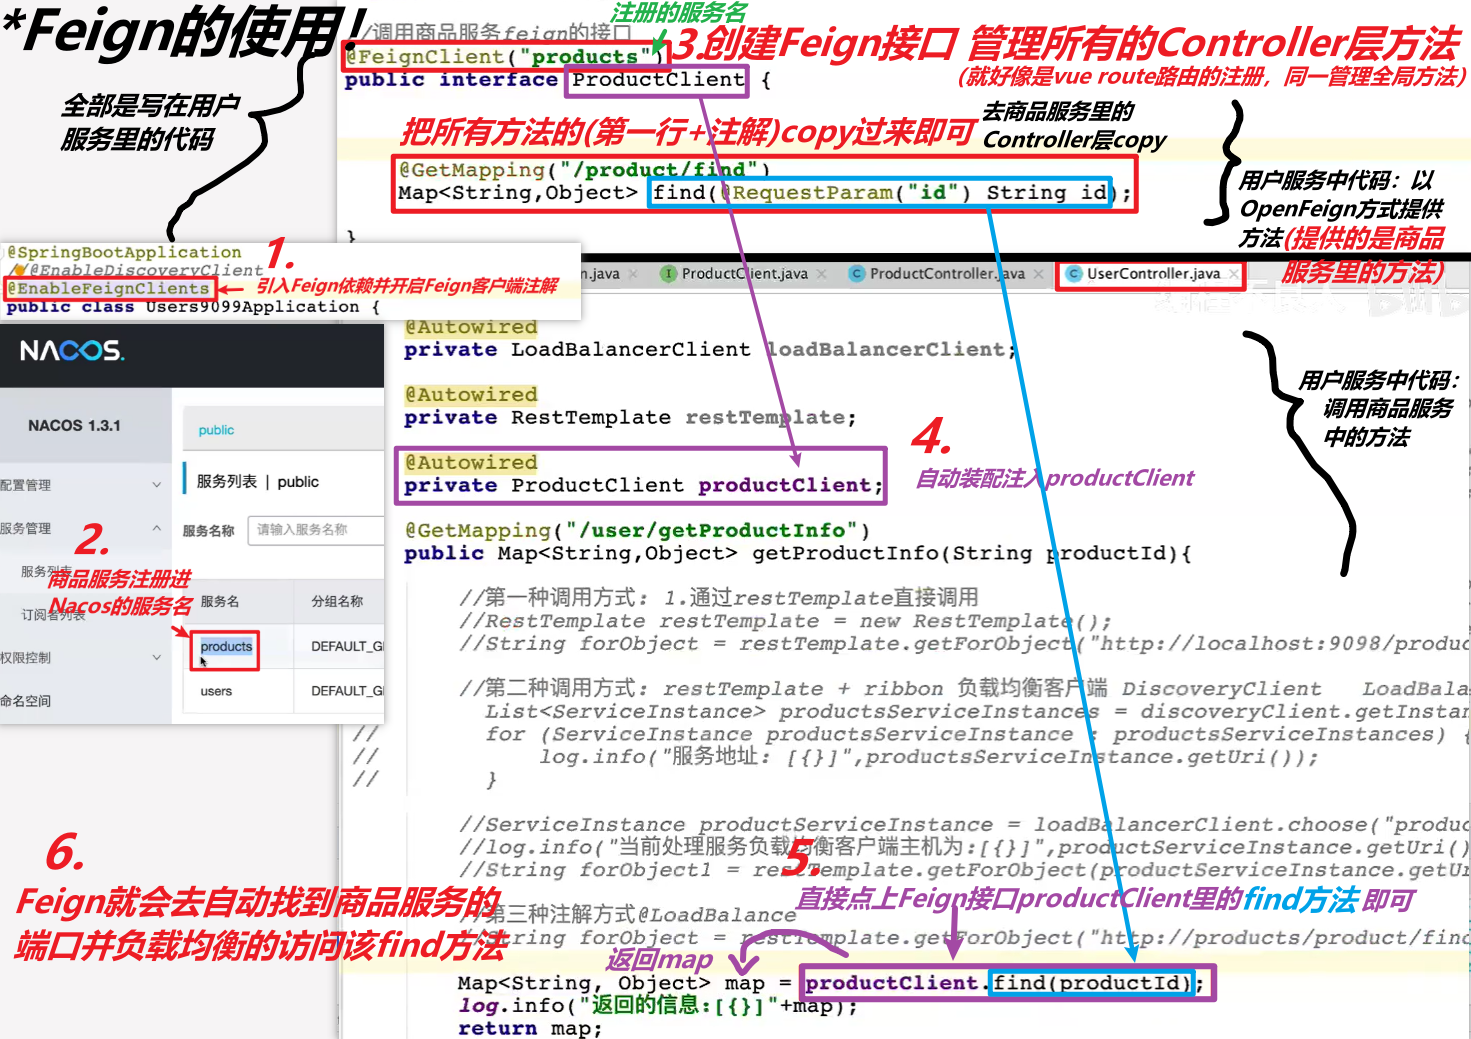 *Feign的使用！
全部是写在用户
服务里的代码
//调用商品服务feign的接口
注册的服务名
@FeignClient("products")
public interface ProductClient {
3.创建Feign接口 管理所有的Controller层方法
(就好像是vue route路由的注册，同一管理全局方法)
把所有方法的(第一行+注解)copy过来即可
去商品服务里的
Controller层copy
@GetMapping("/product/find")
Map<String,Object> find(@RequestParam("id") String id);
}
用户服务中代码：以
OpenFeign方式提供
方法(提供的是商品
服务里的方法)
@SpringBootApplication
//@EnableDiscoveryClient
@EnableFeignClients
public class Users9099Application {
1.
引入Feign依赖并开启Feign客户端注解
n.java
ProductClient.java
ProductController.java
UserController.java
@Autowired
private LoadBalancerClient loadBalancerClient;
@Autowired
private RestTemplate restTemplate;
@Autowired
private ProductClient productClient;
4.
自动装配注入productClient
用户服务中代码：
调用商品服务
中的方法
NACOS.
NACOS 1.3.1
public
配置管理
服务列表 | public
服务管理
服务名称
请输入服务名称
2.
服务列表
商品服务注册进
Nacos的服务名
订阅者列表
服务名
分组名称
权限控制
products
DEFAULT_G
命名空间
users
DEFAULT_G
@GetMapping("/user/getProductInfo")
public Map<String,Object> getProductInfo(String productId){
//第一种调用方式: 1.通过restTemplate直接调用
//RestTemplate restTemplate = new RestTemplate();
//String forObject = restTemplate.getForObject("http://localhost:9098/produc
//第二种调用方式: restTemplate + ribbon 负载均衡客户端 DiscoveryClient LoadBala
// List<ServiceInstance> productsServiceInstances = discoveryClient.getInstan
// for (ServiceInstance productsServiceInstance : productsServiceInstances) {
// log.info("服务地址: [{}]",productsServiceInstance.getUri());
// }
//ServiceInstance productServiceInstance = loadBalancerClient.choose("produc
//log.info("当前处理服务负载均衡客户端主机为:[{}]",productServiceInstance.getUri()
//String forObject1 = restTemplate.getForObject(productServiceInstance.getU
5.
直接点上Feign接口productClient里的find方法 即可
//第三种注解方式@LoadBalance
//String forObject = restTemplate.getForObject("http://products/product/find
返回map
Map<String, Object> map = productClient.find(productId);
log.info("返回的信息:[{}]"+map);
return map;
6.
Feign就会去自动找到商品服务的
端口并负载均衡的访问该find方法